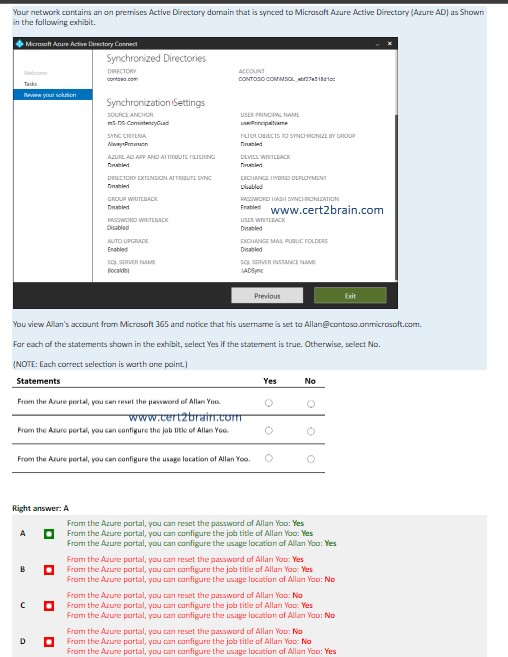 Your network contains an on premises Active Directory domain that is synced to Microsoft Azure Active Directory (Azure AD) as Shown
in the following exhibit.
Microsoft Azure Active Directory Connect
Welcome
Tasks
Review your solution
Synchronized Directories
DIRECTORY ACCOUNT
contoso.com CONTOSO.COM\MSOL_
Synchronization Settings
SOURCE ANCHOR USER PRINCIPAL NAME
mS-DS-ConsistencyGuid userPrincipalName
SYNC CRITERIA FILTER OBJECTS TO SYNCHRONIZE BY GROUP
AlwaysProvision Disabled
AZURE AD APP AND ATTRIBUTE FILTERING DEVICE WRITEBACK
Disabled Disabled
DIRECTORY EXTENSION ATTRIBUTE SYNC EXCHANGE HYBRID DEPLOYMENT
Disabled Disabled
GROUP WRITEBACK PASSWORD HASH SYNCHRONIZATION
Disabled Enabled
www.cert2brain.com
PASSWORD WRITEBACK USER WRITEBACK
Disabled Disabled
AUTO UPGRADE EXCHANGE MAIL PUBLIC FOLDERS
Enabled Disabled
SQL SERVER NAME SQL SERVER INSTANCE NAME
(localdb) .\ADSync
Previous Exit
You view Allan's account from Microsoft 365 and notice that his username is set to Allan@contoso.onmicrosoft.com.
For each of the statements shown in the exhibit, select Yes if the statement is true. Otherwise, select No.
(NOTE: Each correct selection is worth one point.)
Statements Yes No
From the Azure portal, you can reset the password of Allan Yoo.
www.cert2brain.com
From the Azure portal, you can configure the job title of Allan Yoo.
From the Azure portal, you can configure the usage location of Allan Yoo.
Right answer: A
From the Azure portal, you can reset the password of Allan Yoo: Yes
A From the Azure portal, you can configure the job title of Allan Yoo: Yes
From the Azure portal, you can configure the usage location of Allan Yoo: Yes
From the Azure portal, you can reset the password of Allan Yoo: Yes
B From the Azure portal, you can configure the job title of Allan Yoo: Yes
From the Azure portal, you can configure the usage location of Allan Yoo: No
From the Azure portal, you can reset the password of Allan Yoo: No
C From the Azure portal, you can configure the job title of Allan Yoo: Yes
From the Azure portal, you can configure the usage location of Allan Yoo: No
From the Azure portal, you can reset the password of Allan Yoo: No
D From the Azure portal, you can configure the job title of Allan Yoo: No
From the Azure portal, you can configure the usage location of Allan Yoo: Yes